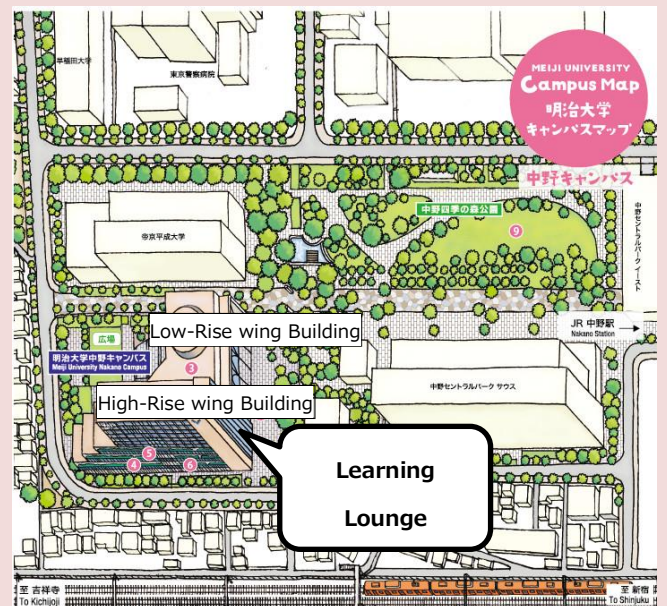 MEIJI UNIVERSITY
Campus Map
明治大学
キャンパスマップ
中野キャンパス
早稲田大学
東京警察病院
中野四季の森公園
9
中野セントラルパーク イースト
帝京平成大学
JR 中野駅
Nakano Station
Low-Rise wing Building
広場
明治大学中野キャンパス
Meiji University Nakano Campus
3
中野セントラルパーク サウス
High-Rise wing Building
5
4
6
Learning
Lounge
至 吉祥寺
To Kichijoji
至 新宿
To Shinjuku